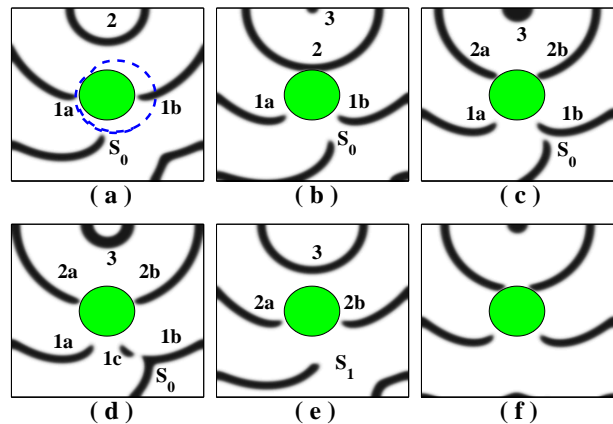 2
1a
1b
S0
( a )
3
2
1a
1b
S0
( b )
2a
3
2b
1a
1b
S0
( c )
2a
3
2b
1a
1c
1b
S0
( d )
3
2a
2b
S1
( e )
( f )